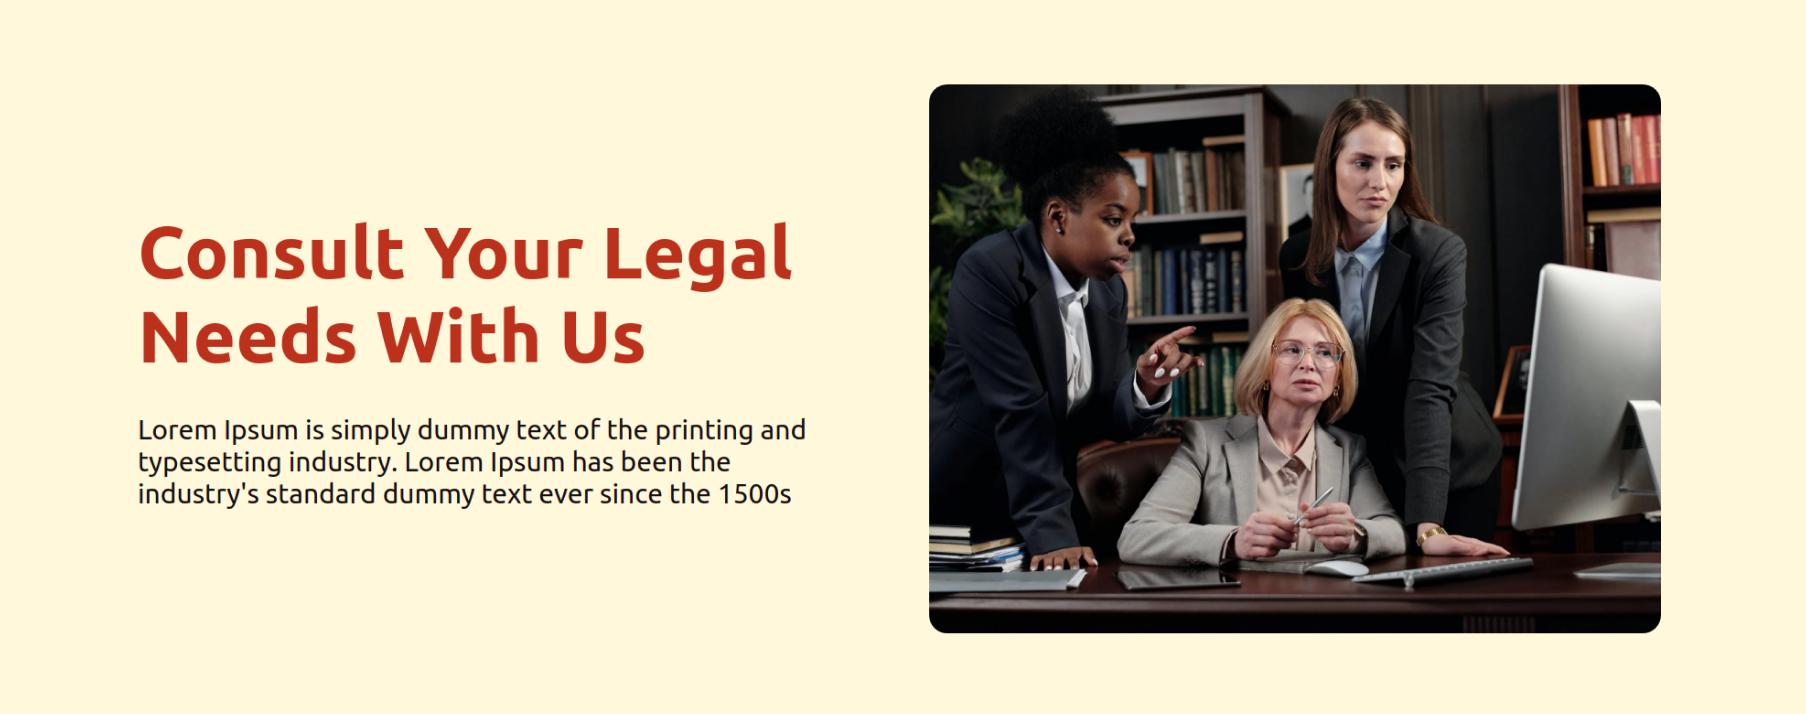 Consult Your Legal
Needs With Us
Lorem Ipsum is simply dummy text of the printing and
typesetting industry. Lorem Ipsum has been the
industry's standard dummy text ever since the 1500s